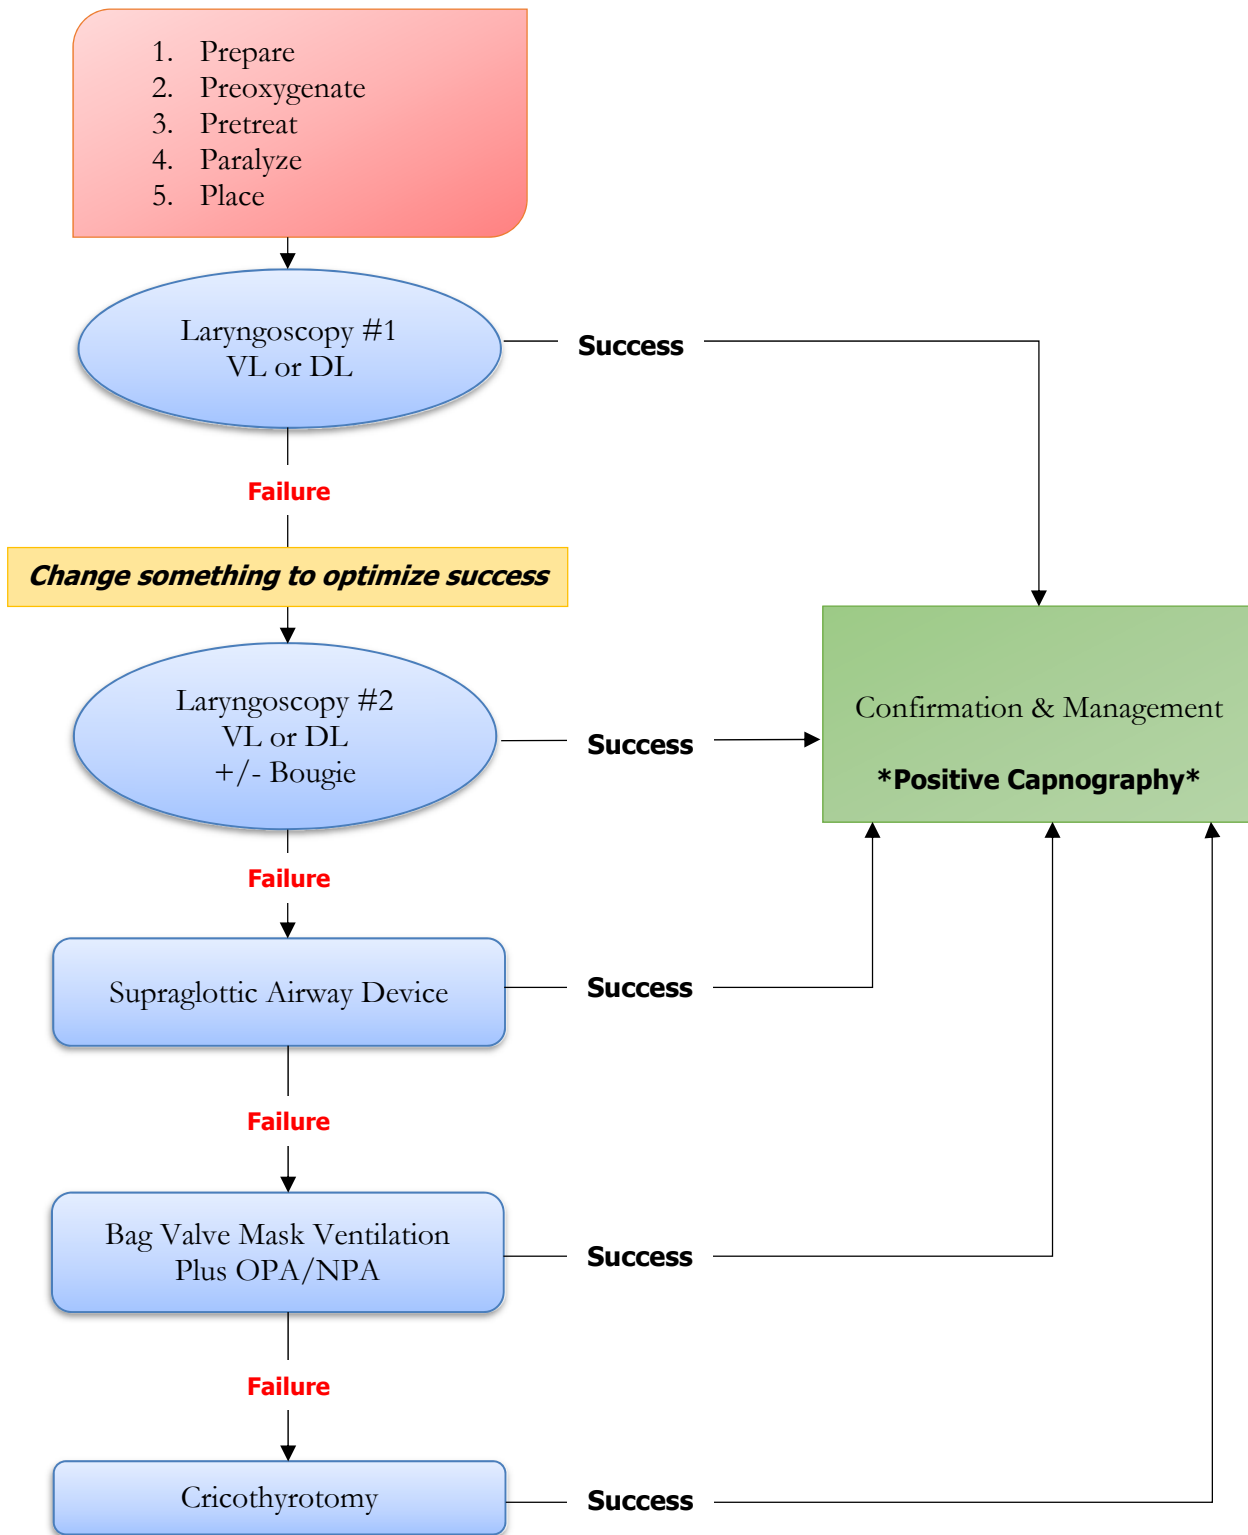 1. Prepare
2. Preoxygenate
3. Pretreat
4. Paralyze
5. Place
Laryngoscopy #1
VL or DL
Success
Failure
Change something to optimize success
Laryngoscopy #2
VL or DL
+/- Bougie
Success
Confirmation & Management
*Positive Capnography*
Failure
Supraglottic Airway Device
Success
Failure
Bag Valve Mask Ventilation
Plus OPA/NPA
Success
Failure
Cricothyrotomy
Success